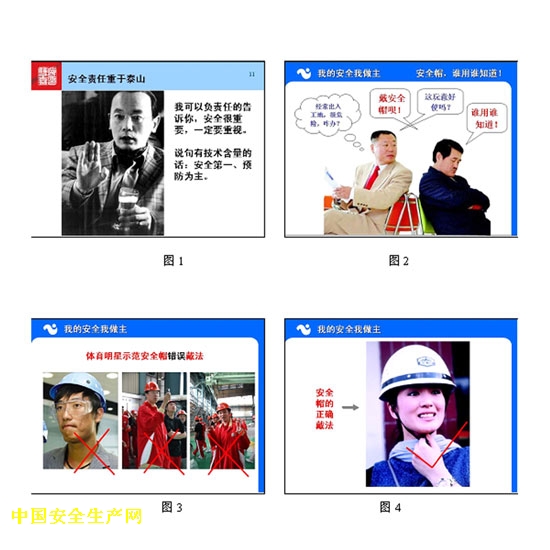 安全责任重于泰山
11
我可以负责任的告
诉你,安全很重
要,一定要重视。
说句有技术含量的
话:安全第一、预
防为主。
图 1
我的安全我做主
安全帽、谁用谁知道!
经常出入
工地,很危
险,咋办?
戴安全
帽呗!
这玩意好
使吗?
谁用谁
知道!
图 2
我的安全我做主
体育明星示范安全帽错误戴法
图 3
我的安全我做主
安全
帽的
正确
戴法
图 4
中国安全生产网